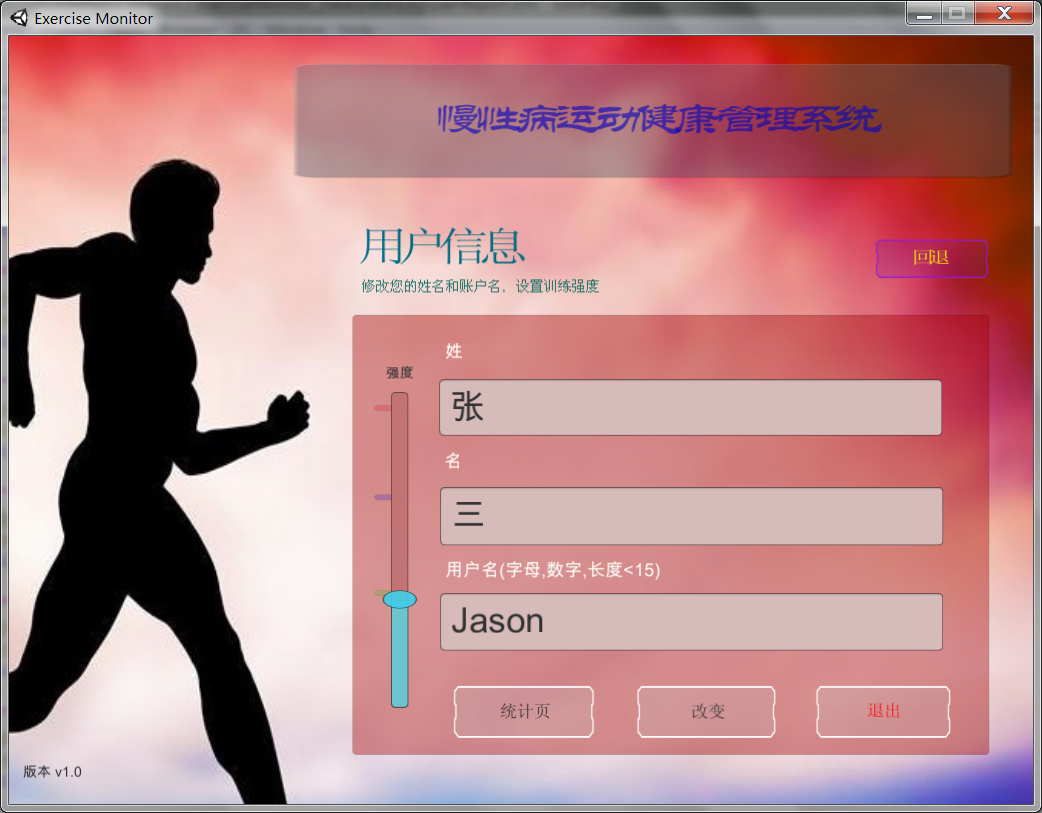 Exercise Monitor
慢性病运动健康管理系统
用户信息
回退
修改您的姓名和账户名，设置训练强度
姓
强度
张
名
三
用户名(字母,数字,长度<15)
Jason
统计页
改变
退出
版本 v1.0